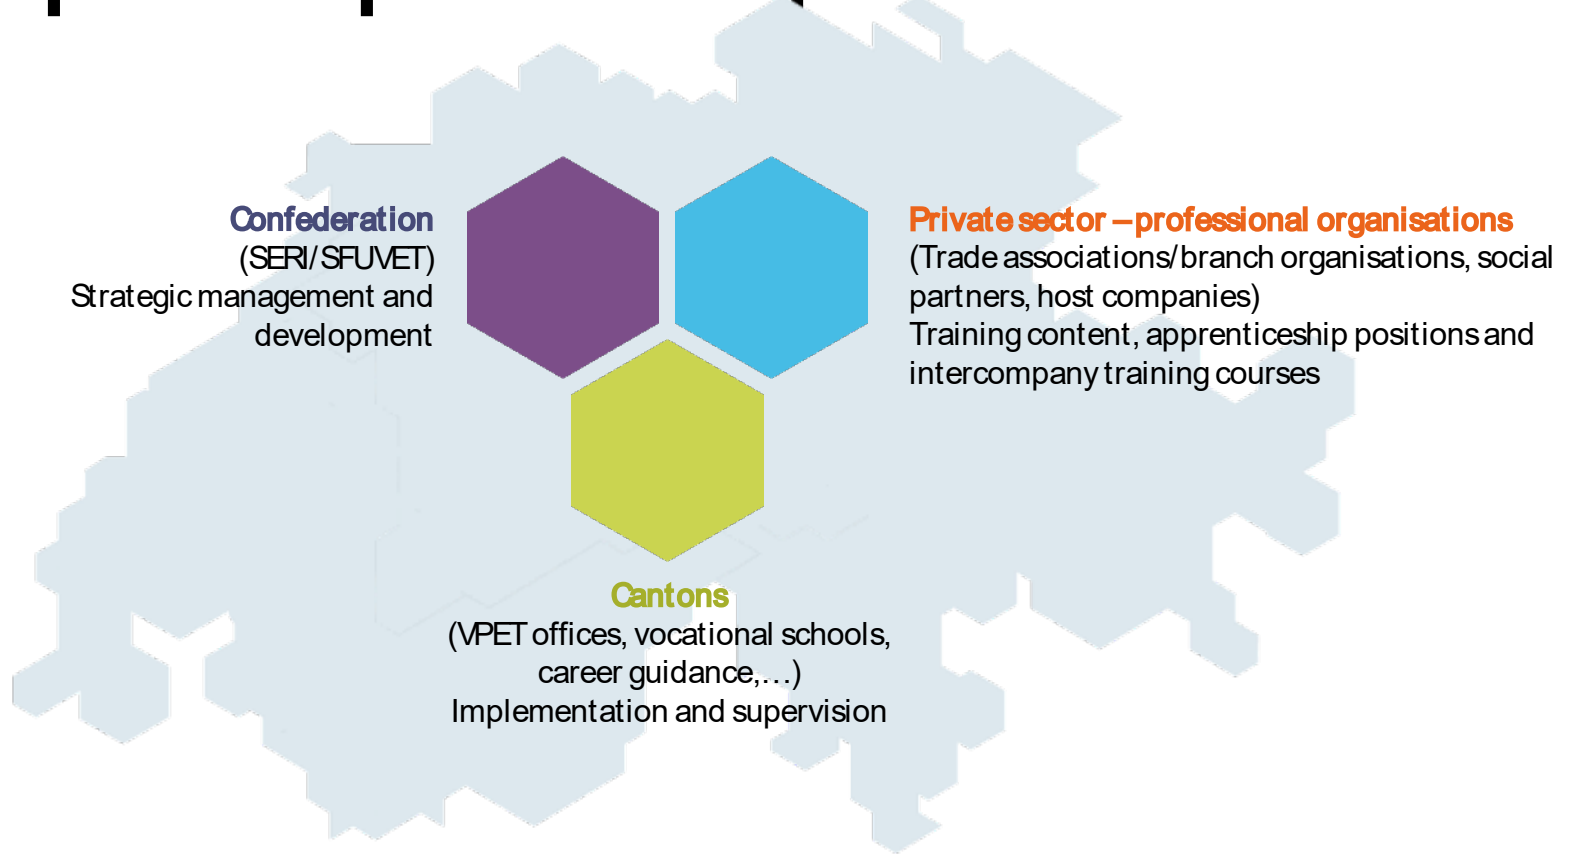 Confederation
(SERI/SFUVET)
Strategic management and
development
Private sector – professional organisations
(Trade associations/branch organisations, social
partners, host companies)
Training content, apprenticeship positions and
intercompany training courses
Cantons
(VPET offices, vocational schools,
career guidance,…)
Implementation and supervision